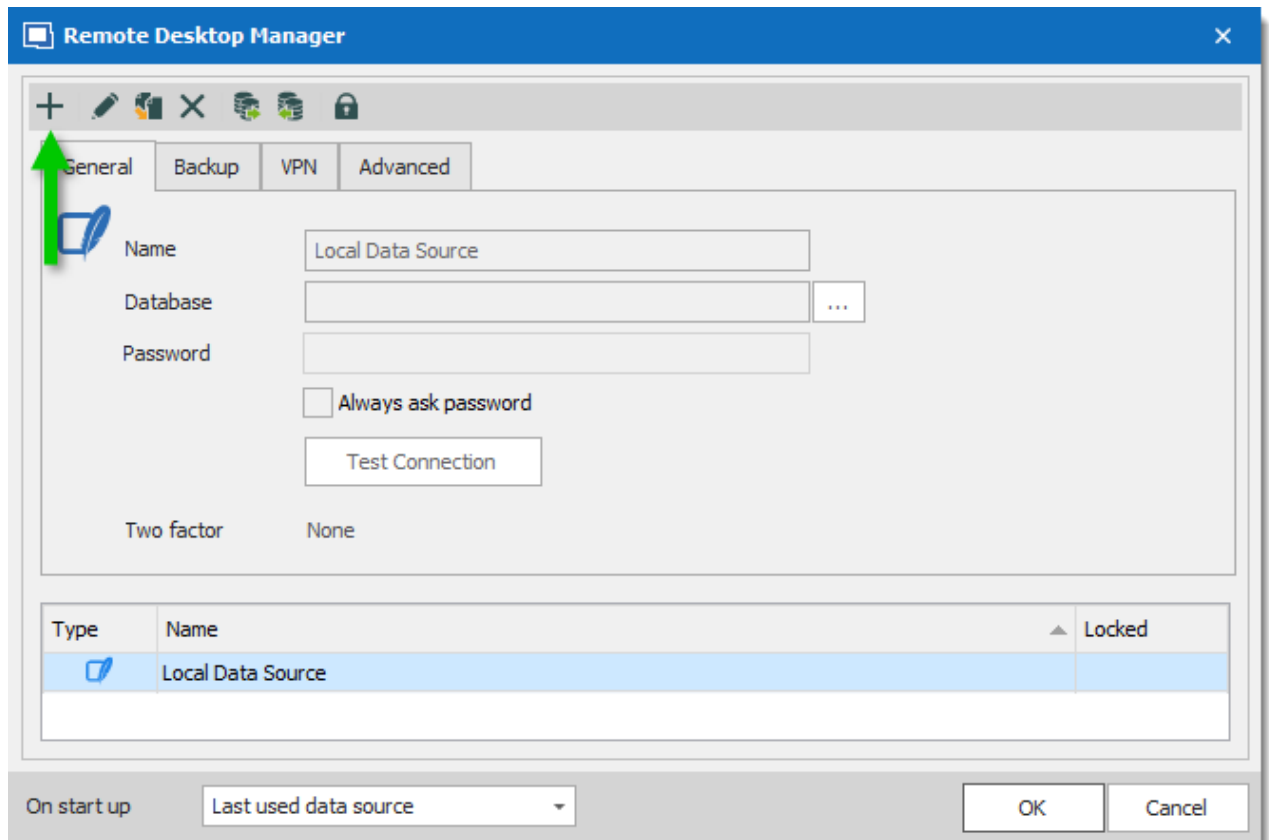 Remote Desktop Manager
General Backup VPN Advanced
Name Local Data Source
Database ...
Password
Always ask password
Test Connection
Two factor None
Type Name Locked
Local Data Source
On start up Last used data source OK Cancel